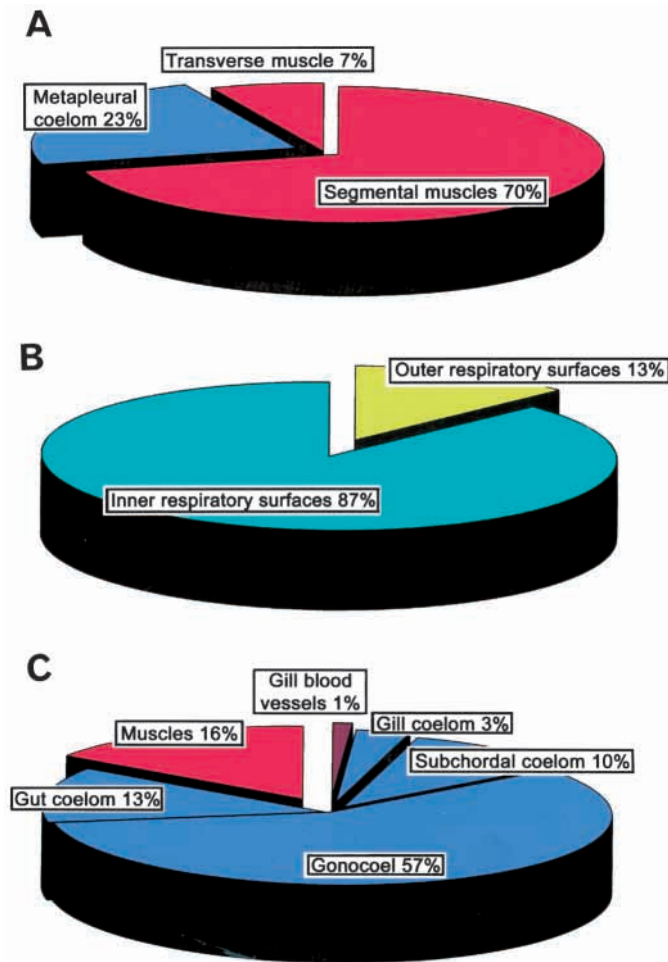 A
Transverse muscle 7%
Metapleural
coelom 23%
Segmental muscles 70%
B
Outer respiratory surfaces 13%
Inner respiratory surfaces 87%
C
Gill blood
vessels 1%
Gill coelom 3%
Muscles 16%
Subchordal coelom 10%
Gut coelom 13%
Gonocoel 57%